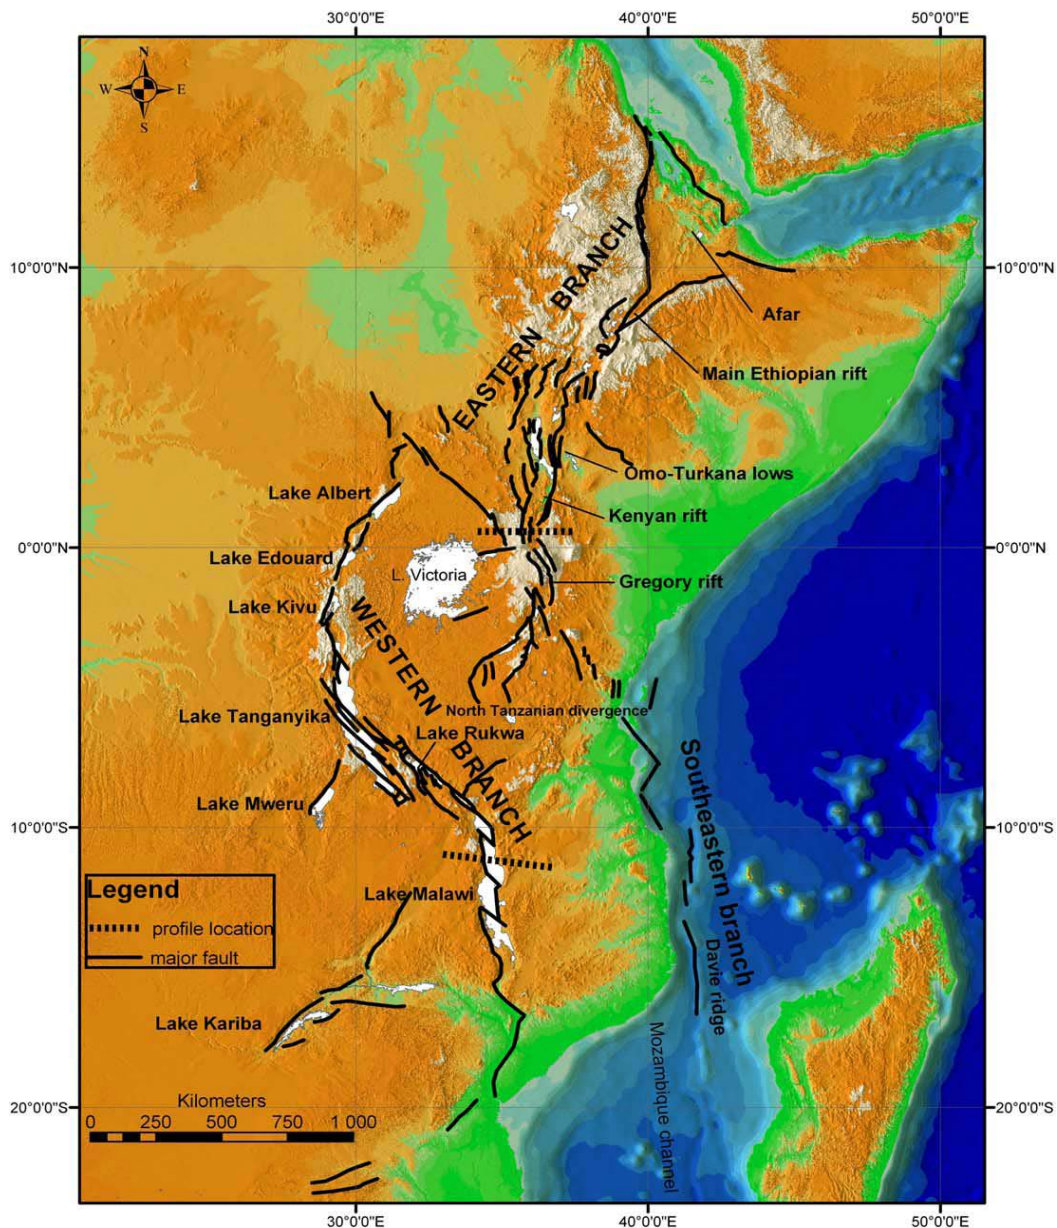 30°0'0"E
40°0'0"E
50°0'0"E
N
W
E
S
EASTERN BRANCH
10°0'0"N
10°0'0"N
Afar
Main Ethiopian rift
Omo-Turkana lows
Lake Albert
Kenyan rift
0°0'0"N
0°0'0"N
Lake Edouard
L. Victoria
Gregory rift
Lake Kivu
WESTERN BRANCH
Lake Tanganyika
North Tanzanian divergence
Lake Rukwa
Southeastern branch
Lake Mweru
10°0'0"S
10°0'0"S
Legend
profile location
major fault
Lake Malawi
Davie ridge
Lake Kariba
Mozambique channel
Kilometers
20°0'0"S
20°0'0"S
0
250
500
750
1 000
30°0'0"E
40°0'0"E
50°0'0"E